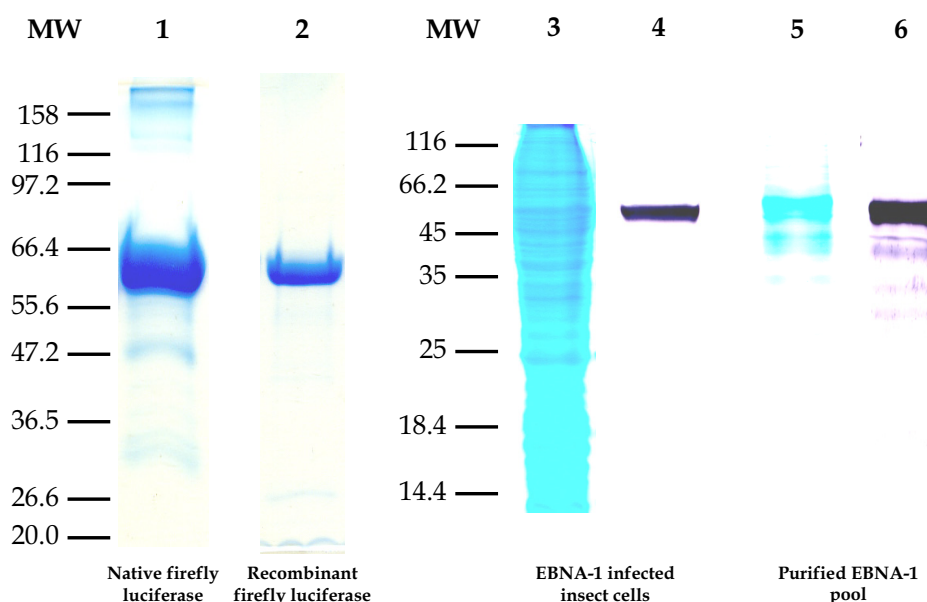 MW 1 2 MW 3 4 5 6
158
116
97.2
66.4
55.6
47.2
36.5
26.6
20.0
116
66.2
45
35
25
18.4
14.4
Native firefly
luciferase
Recombinant
firefly luciferase
EBNA-1 infected
insect cells
Purified EBNA-1
pool